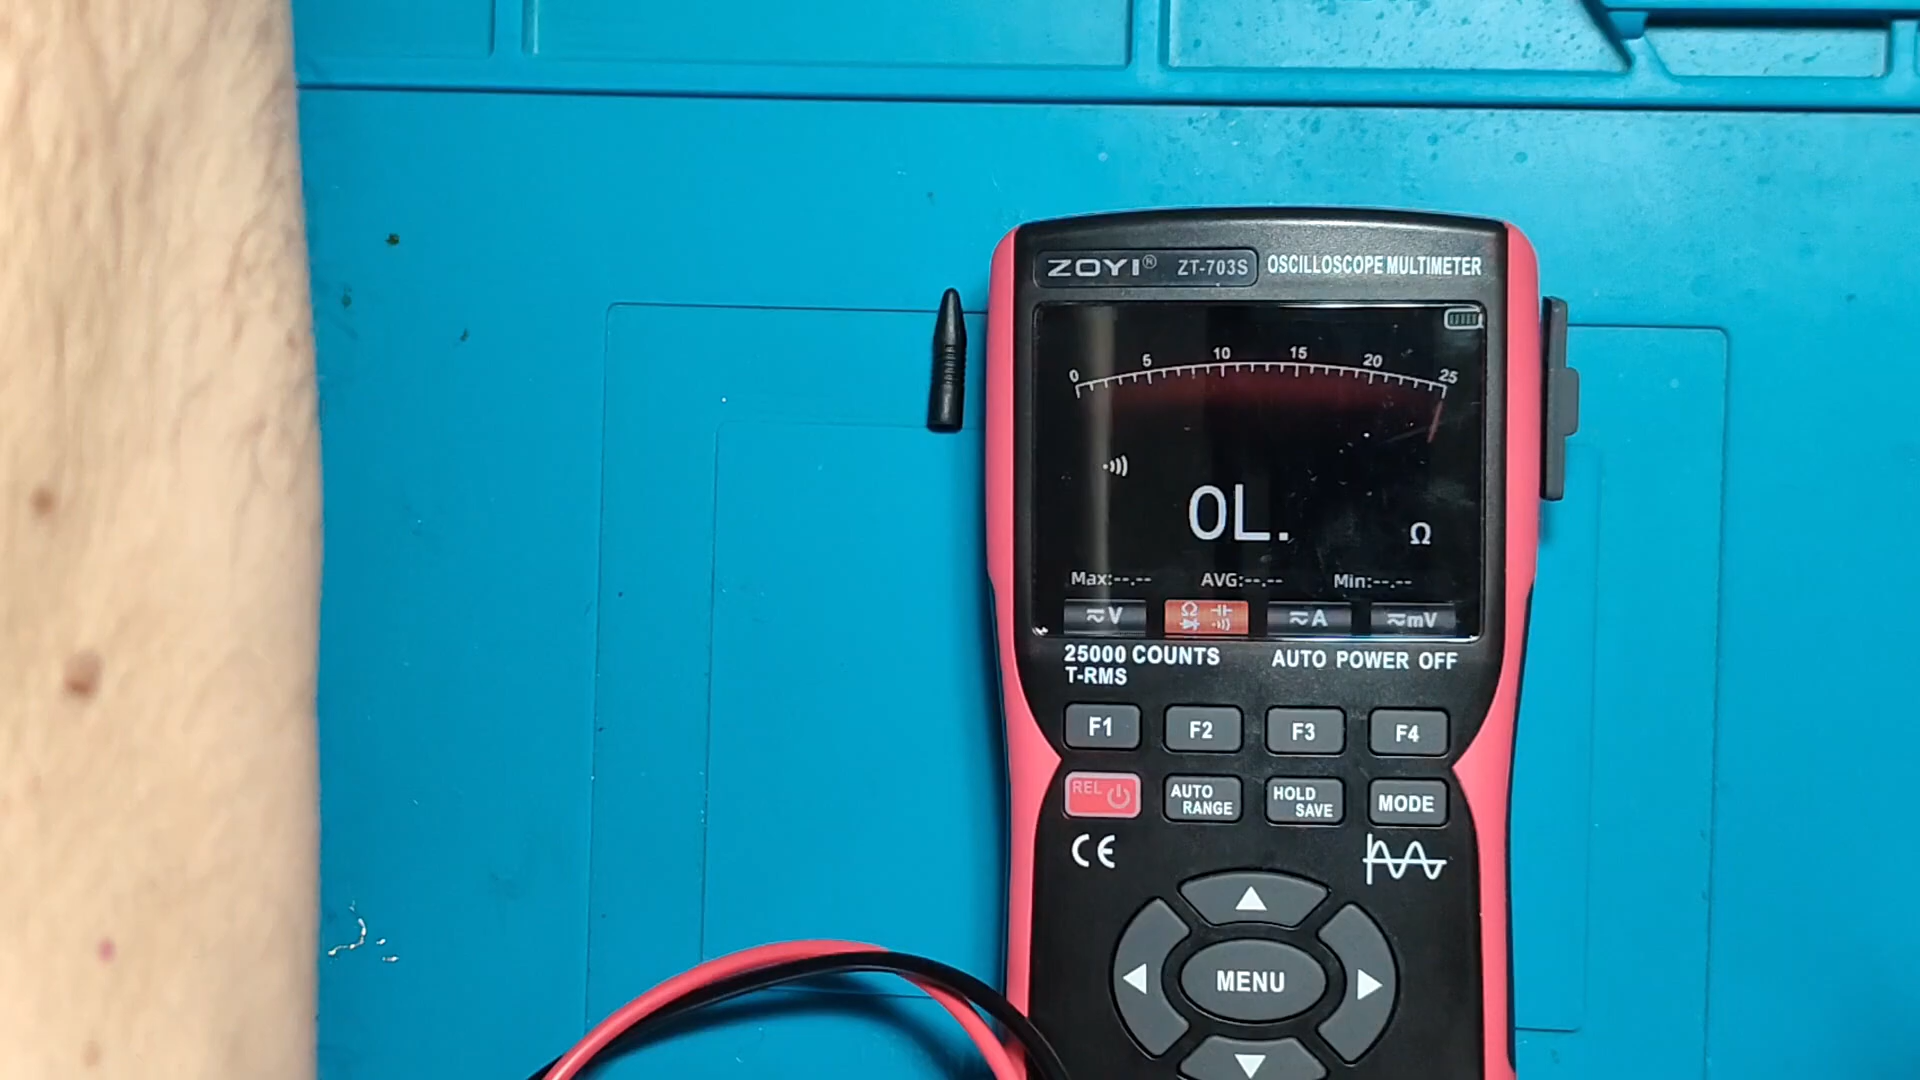 ZOYI® ZT-703S OSCILLOSCOPE MULTIMETER
0 5 10 15 20 25
OL. Ω
Max:--.-- AVG:--.-- Min:--.--
V Ω A mV
25000 COUNTS AUTO POWER OFF
T-RMS
F1 F2 F3 F4
REL AUTO RANGE HOLD SAVE MODE
CE
MENU